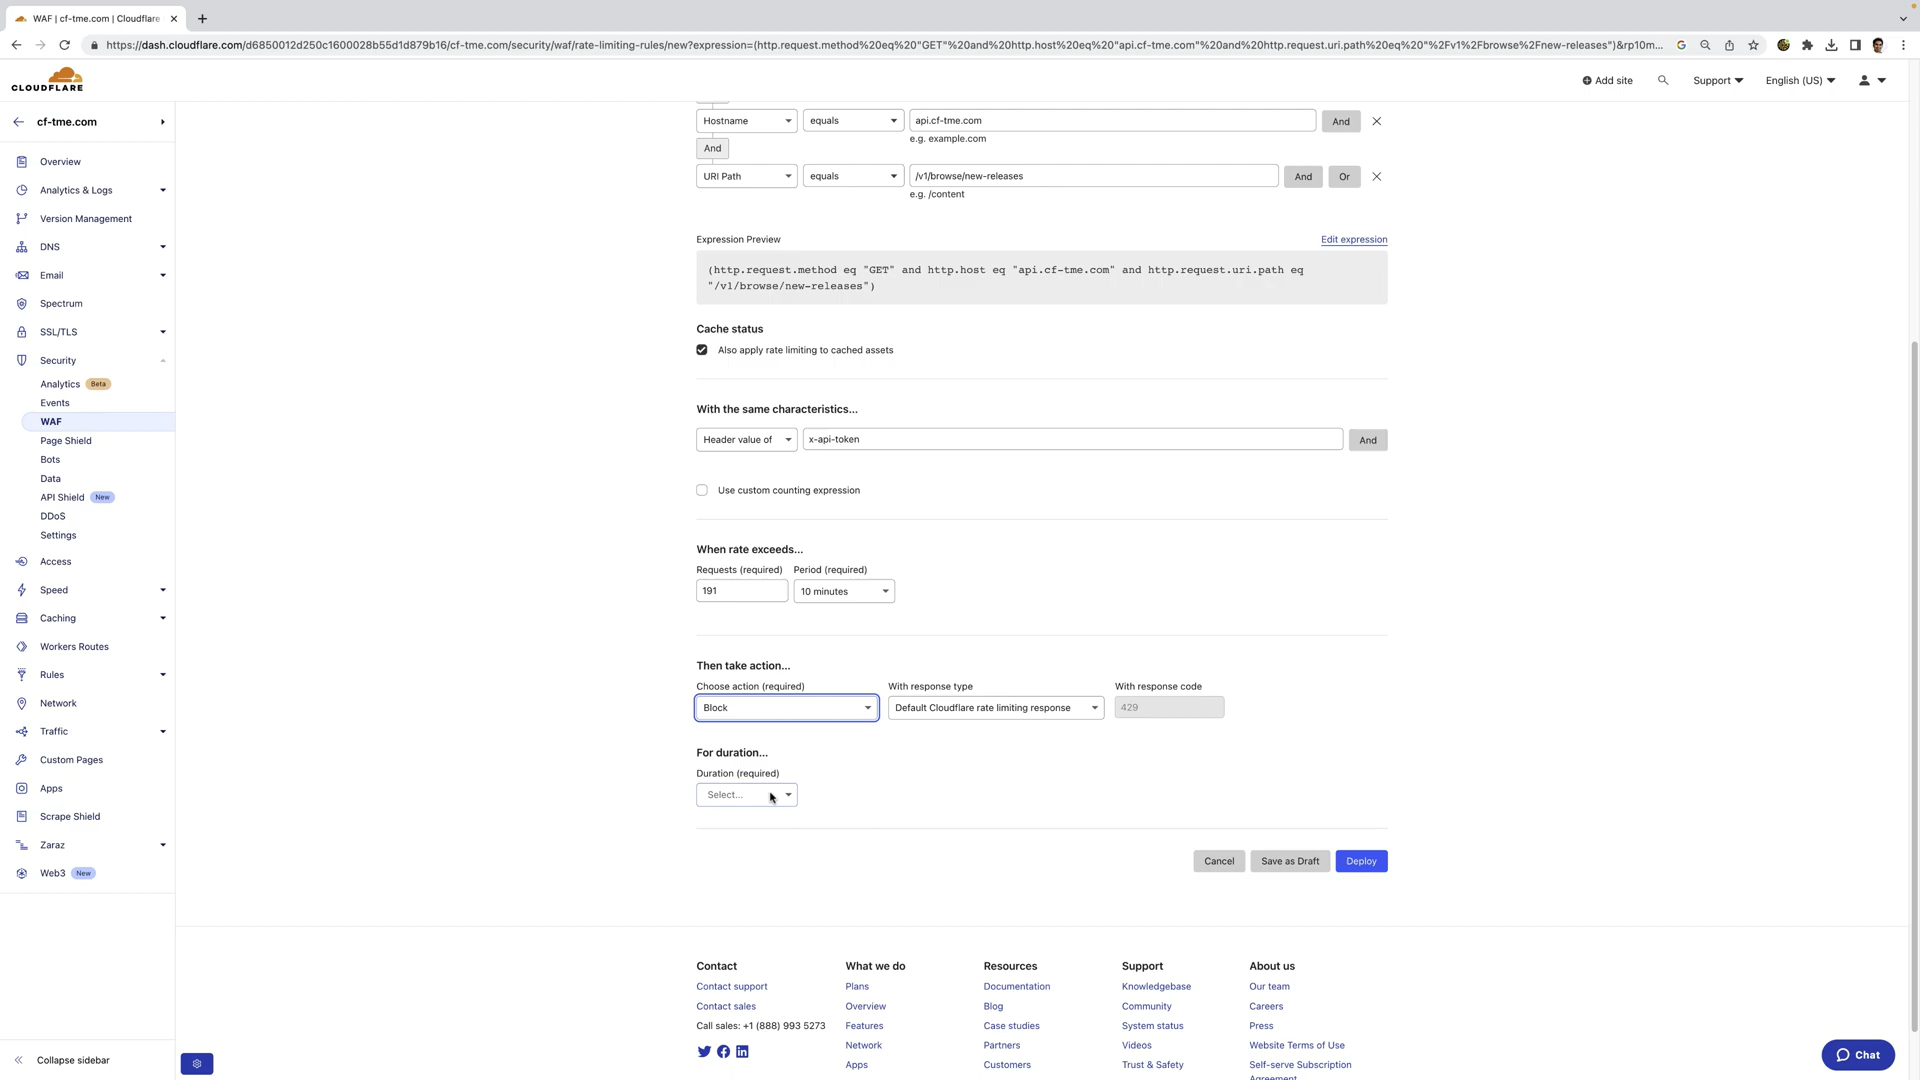 WAF | cf-tme.com | Cloudflare
https://dash.cloudflare.com/d6850012d250c1600028b55d1d879b16/cf-tme.com/security/waf/rate-limiting-rules/new?expression=(http.request.method%20eq%20"GET"%20and%20http.host%20eq%20"api.cf-tme.com"%20and%20http.request.uri.path%20eq%20"%2Fv1%2Fbrowse%2Fnew-releases")&rp10m...
CLOUDFLARE
Add site
Support
English (US)
cf-tme.com
Overview
Analytics & Logs
Version Management
DNS
Email
Spectrum
SSL/TLS
Security
Analytics Beta
Events
WAF
Page Shield
Bots
Data
API Shield New
DDoS
Settings
Access
Speed
Caching
Workers Routes
Rules
Network
Traffic
Custom Pages
Apps
Scrape Shield
Zaraz
Web3 New
Collapse sidebar
Hostname equals api.cf-tme.com And
e.g. example.com
And
URI Path equals /v1/browse/new-releases And Or
e.g. /content
Expression Preview Edit expression
(http.request.method eq "GET" and http.host eq "api.cf-tme.com" and http.request.uri.path eq
"/v1/browse/new-releases")
Cache status
Also apply rate limiting to cached assets
With the same characteristics...
Header value of x-api-token And
Use custom counting expression
When rate exceeds...
Requests (required) Period (required)
191 10 minutes
Then take action...
Choose action (required) With response type With response code
Block Default Cloudflare rate limiting response 429
For duration...
Duration (required)
Select...
Cancel Save as Draft Deploy
Contact What we do Resources Support About us
Contact support Plans Documentation Knowledgebase Our team
Contact sales Overview Blog Community Careers
Call sales: +1 (888) 993 5273 Features Case studies System status Press
Network Partners Videos Website Terms of Use
Apps Customers Trust & Safety Self-serve Subscription
Agreement
Chat